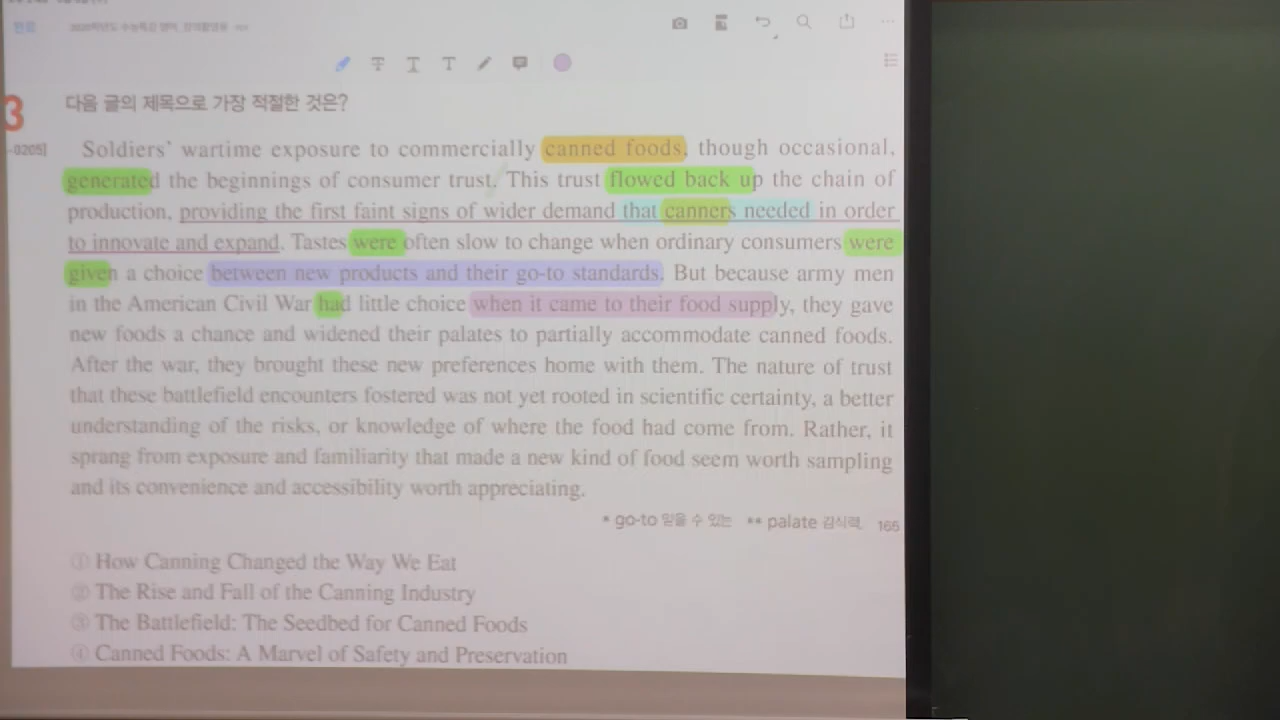 3 다음 글의 제목으로 가장 적절한 것은?
-0205]
Soldiers' wartime exposure to commercially canned foods, though occasional,
generated the beginnings of consumer trust. This trust flowed back up the chain of
production, providing the first faint signs of wider demand that canners needed in order
to innovate and expand. Tastes were often slow to change when ordinary consumers were
given a choice between new products and their go-to standards. But because army men
in the American Civil War had little choice when it came to their food supply, they gave
new foods a chance and widened their palates to partially accommodate canned foods.
After the war, they brought these new preferences home with them. The nature of trust
that these battlefield encounters fostered was not yet rooted in scientific certainty, a better
understanding of the risks, or knowledge of where the food had come from. Rather, it
sprang from exposure and familiarity that made a new kind of food seem worth sampling
and its convenience and accessibility worth appreciating.
* go-to 믿을 수 있는 ** palate 감식력 165
① How Canning Changed the Way We Eat
② The Rise and Fall of the Canning Industry
③ The Battlefield: The Seedbed for Canned Foods
④ Canned Foods: A Marvel of Safety and Preservation